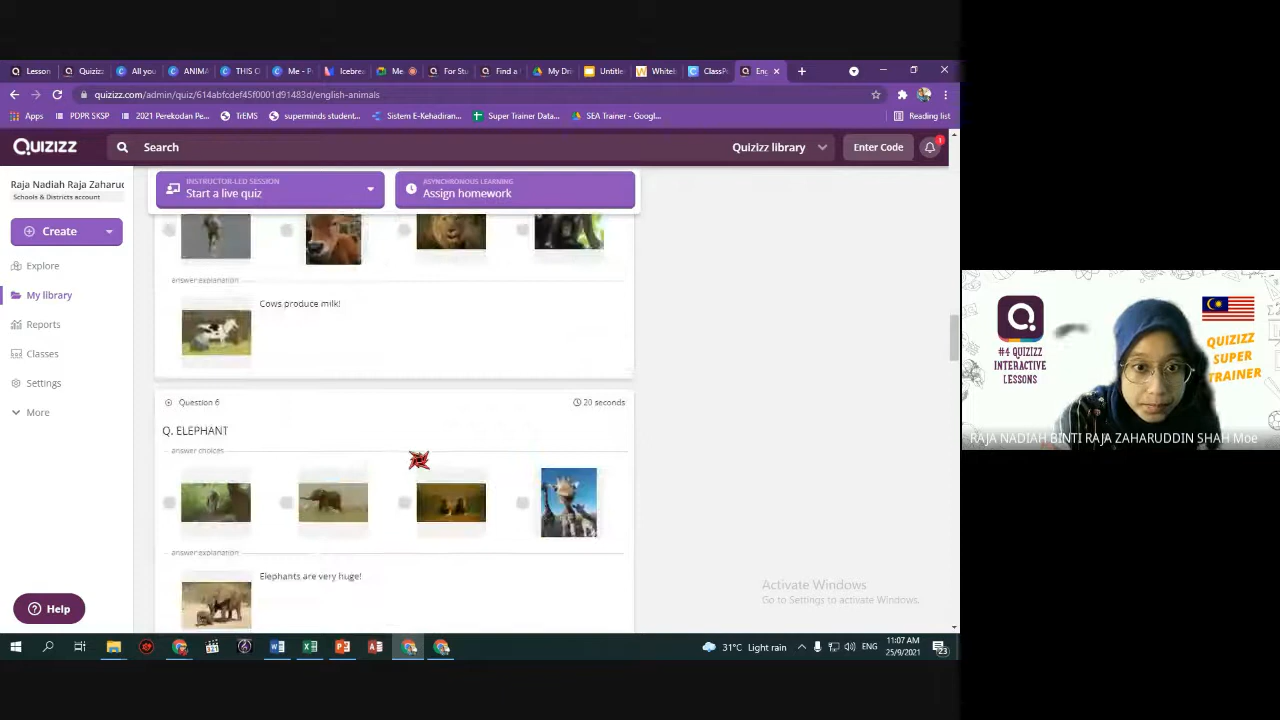 Lesson
Quizizz
All you
ANIMA
THIS C
Me - P
Icebrea
Me
For Stu
Find a l
My Dri
Untitle
Whiteb
ClassPo
Eng
quizizz.com/admin/quiz/614abfcdef45f0001d91483d/english-animals
Apps
PDPR SKSP
2021 Perekodan Pe...
TrEMS
superminds student...
Sistem E-Kehadiran...
Super Trainer Data...
SEA Trainer - Googl...
Reading list
QUIZIZZ
Search
Quizizz library
Enter Code
1
Raja Nadiah Raja Zaharuc
Schools & Districts account
Create
Explore
My library
Reports
Classes
Settings
More
Help
INSTRUCTOR-LED SESSION
Start a live quiz
ASYNCHRONOUS LEARNING
Assign homework
answer explanation
Cows produce milk!
Question 6
20 seconds
Q. ELEPHANT
answer choices
answer explanation
Elephants are very huge!
Activate Windows
Go to Settings to activate Windows.
31°C Light rain
ENG
11:07 AM
25/9/2021
23
#4 QUIZIZZ
INTERACTIVE
LESSONS
QUIZIZZ
SUPER
TRAINER
RAJA NADIAH BINTI RAJA ZAHARUDDIN SHAH Moe